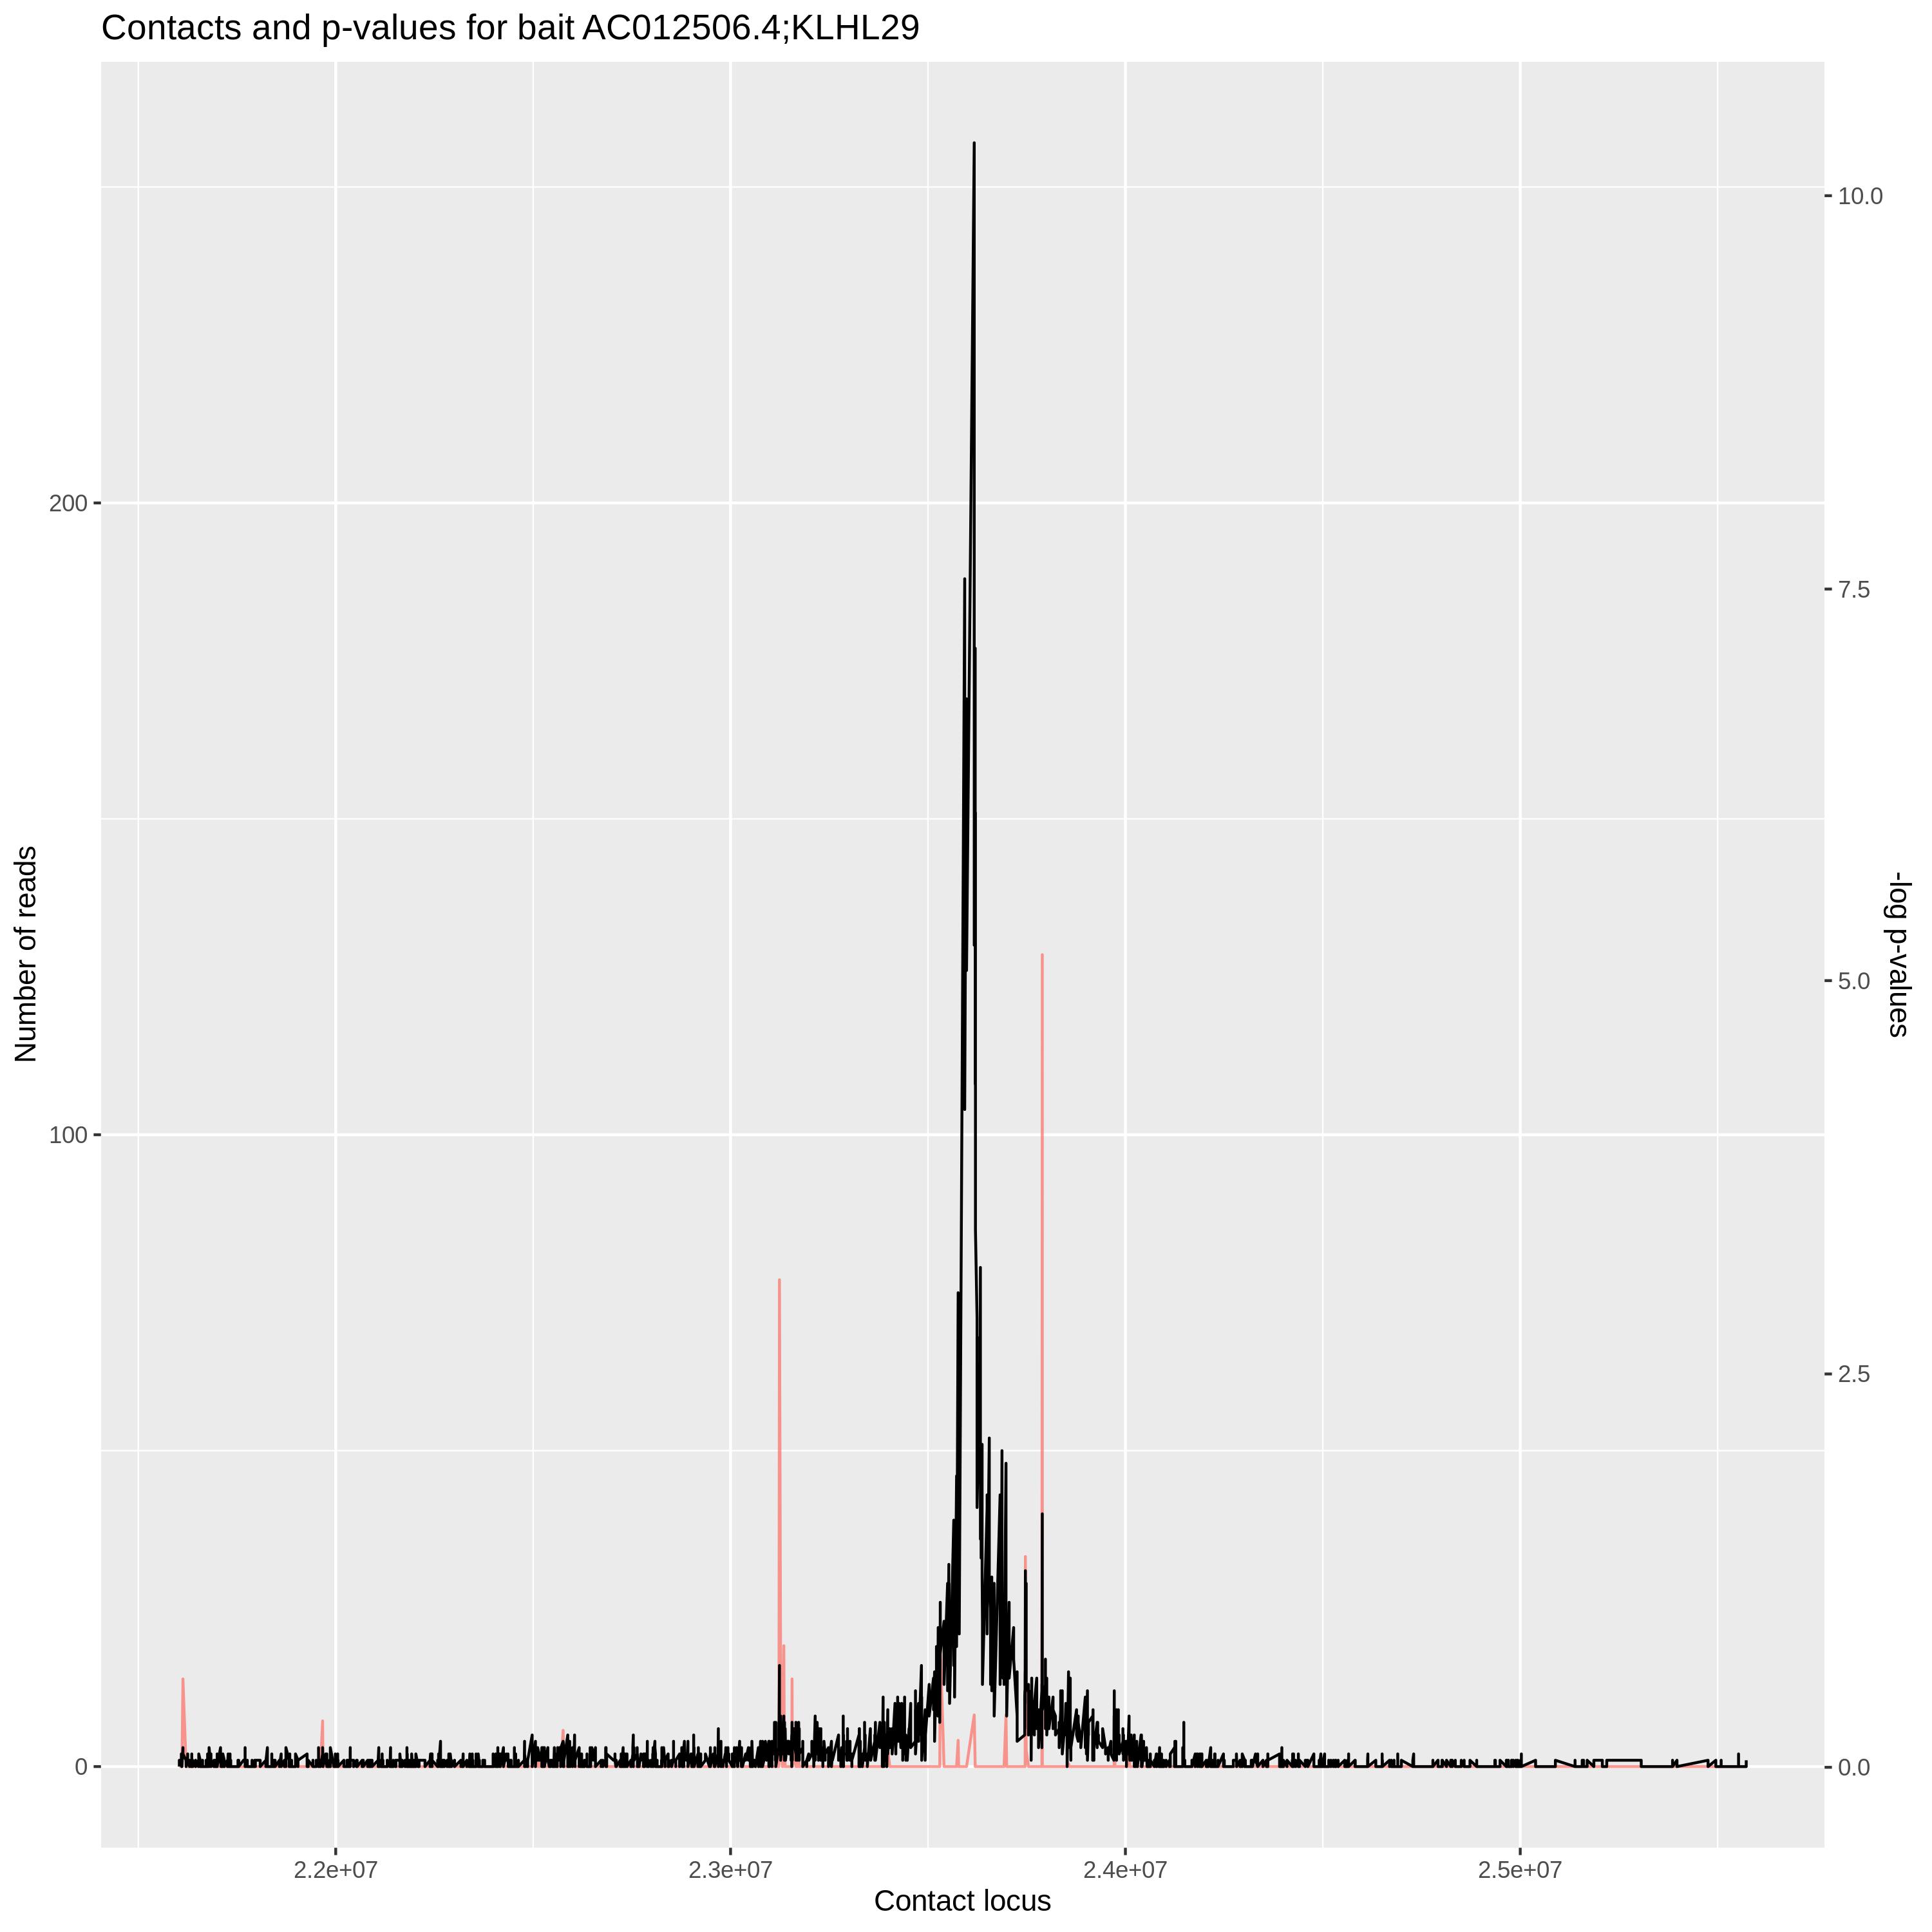 Contacts and p-values for bait AC012506.4;KLHL29
Number of reads
200
100
0
10.0
7.5
5.0
2.5
0.0
-log p-values
2.2e+07
2.3e+07
2.4e+07
2.5e+07
Contact locus